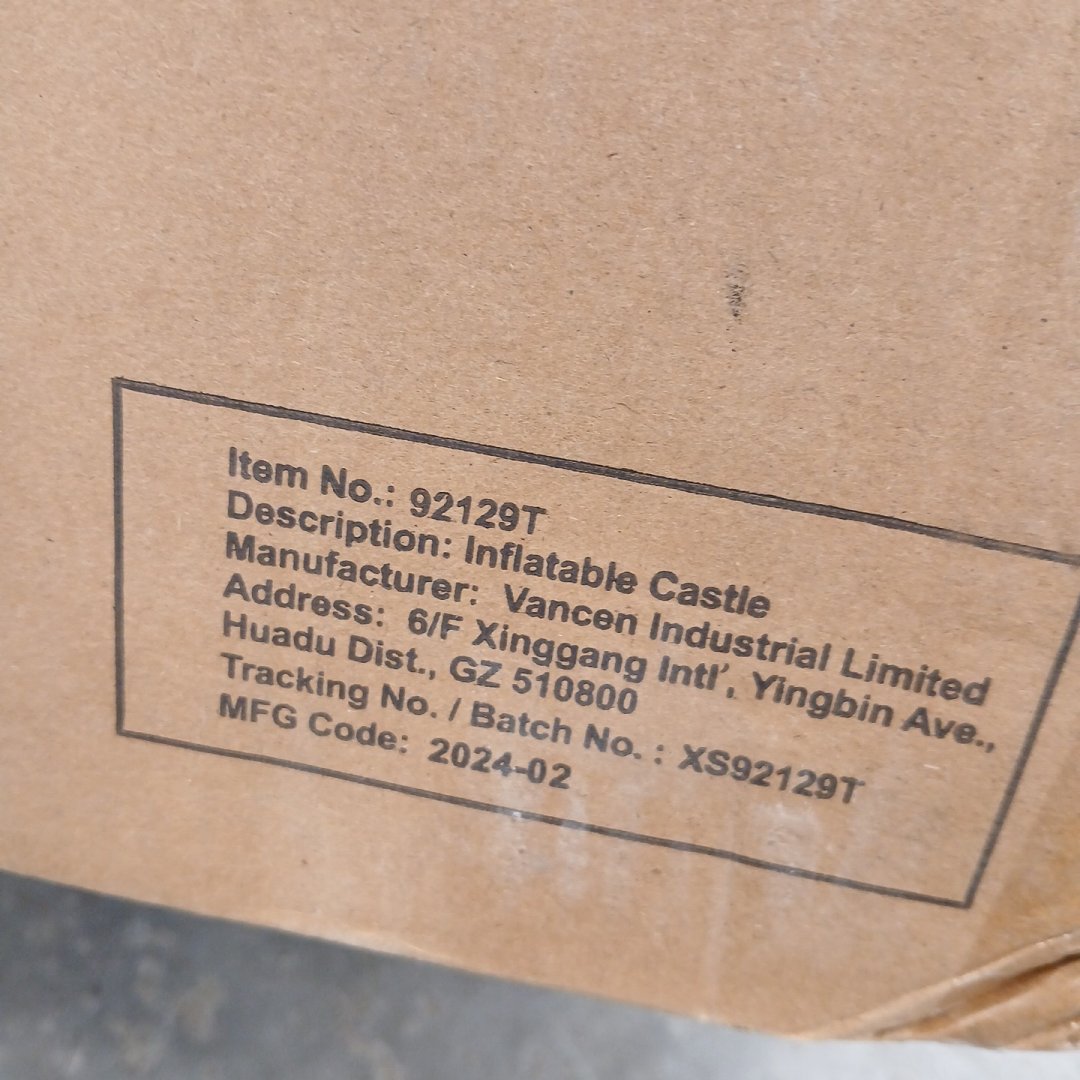 Item No.: 92129T
Description: Inflatable Castle
Manufacturer: Vancen Industrial Limited
Address: 6/F Xinggang Intl', Yingbin Ave.,
Huadu Dist., GZ 510800
Tracking No. / Batch No. : XS92129T
MFG Code: 2024-02